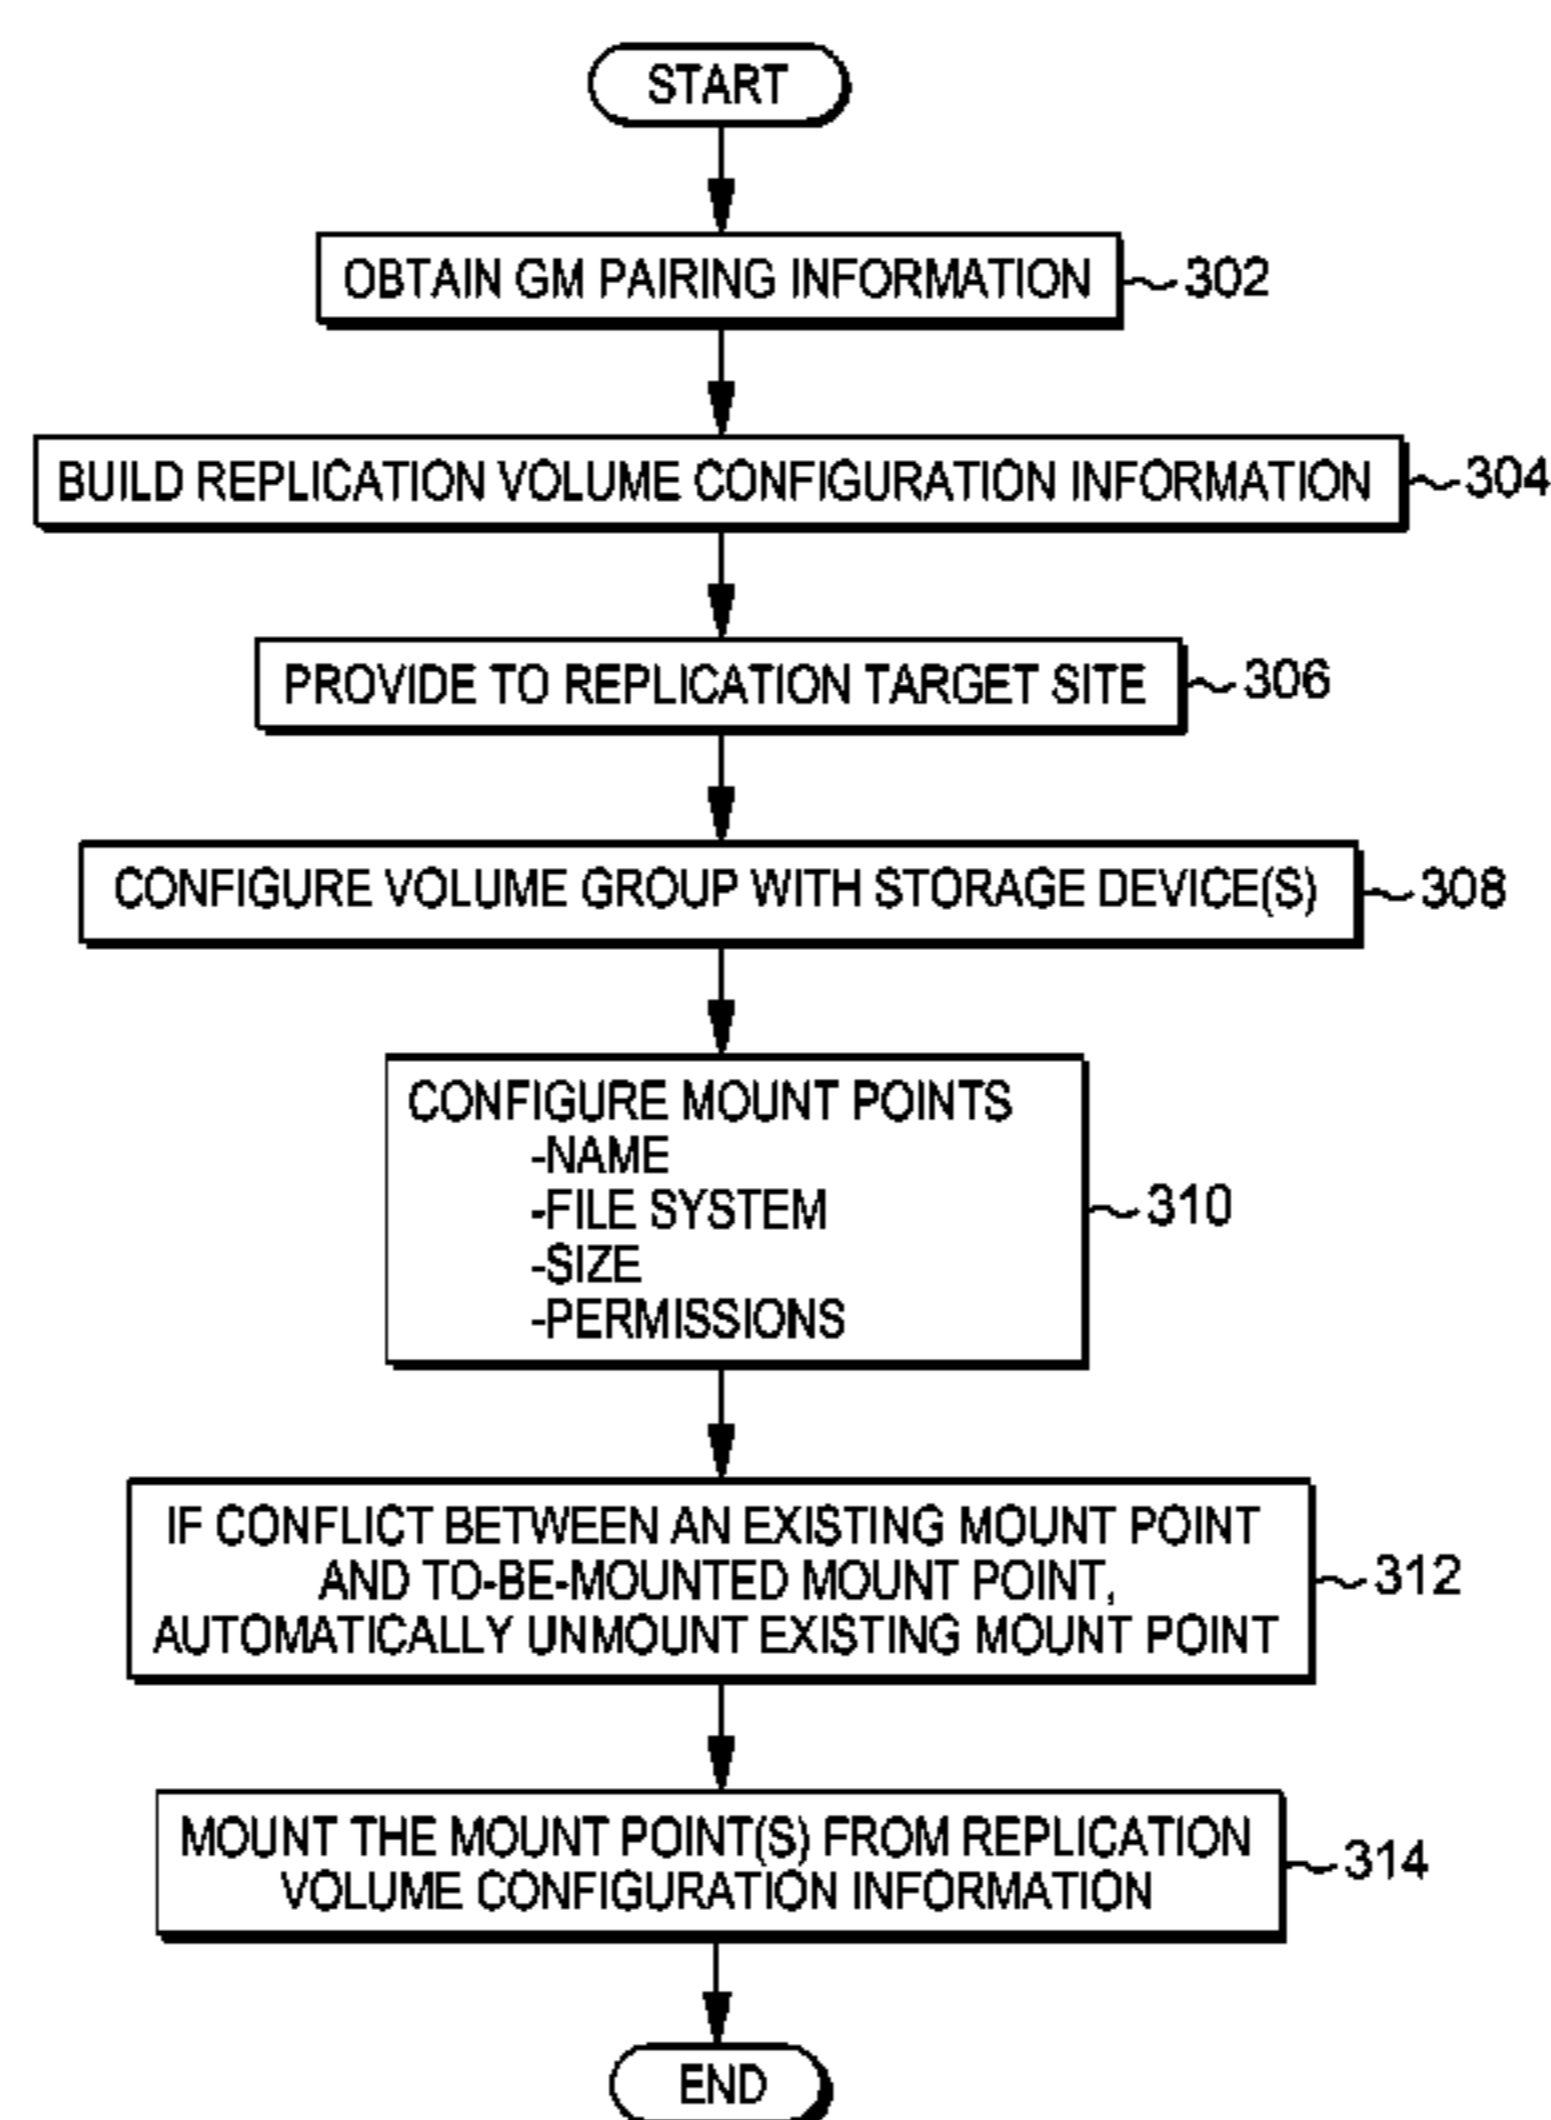 START
OBTAIN GM PAIRING INFORMATION
302
BUILD REPLICATION VOLUME CONFIGURATION INFORMATION
304
PROVIDE TO REPLICATION TARGET SITE
306
CONFIGURE VOLUME GROUP WITH STORAGE DEVICE(S)
308
CONFIGURE MOUNT POINTS
-NAME
-FILE SYSTEM
-SIZE
-PERMISSIONS
310
IF CONFLICT BETWEEN AN EXISTING MOUNT POINT
AND TO-BE-MOUNTED MOUNT POINT,
AUTOMATICALLY UNMOUNT EXISTING MOUNT POINT
312
MOUNT THE MOUNT POINT(S) FROM REPLICATION
VOLUME CONFIGURATION INFORMATION
314
END